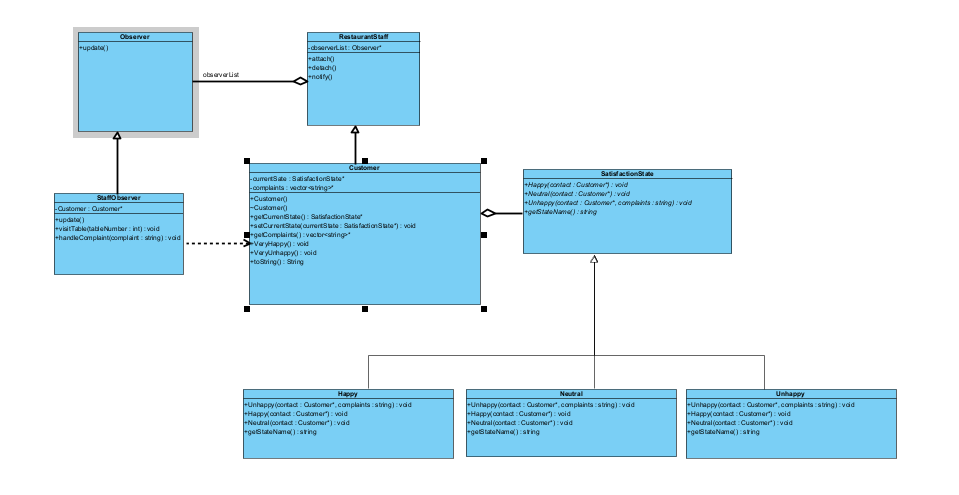 Observer
+update()
observerList
RestaurantStaff
-observerList : Observer*
+attach()
+detach()
+notify()
StaffObserver
-Customer : Customer*
+update()
+visitTable(tableNumber : int) : void
+handleComplaint(complaint : string) : void
Customer
-currentSate : SatisfactionState*
-complaints : vector<string>*
+Customer()
~Customer()
+getCurrentState() : SatisfactionState*
+setCurrentState(currentState : SatisfactionState*) : void
+getComplaints() : vector<string>*
+VeryHappy() : void
+VeryUnhappy() : void
+toString() : String
SatisfactionState
+Happy(contact : Customer*) : void
+Neutral(contact : Customer*) : void
+Unhappy(contact : Customer*, complaints : string) : void
+getStateName() : string
Happy
+Unhappy(contact : Customer*, complaints : string) : void
+Happy(contact : Customer*) : void
+Neutral(contact : Customer*) : void
+getStateName() : string
Neutral
+Unhappy(contact : Customer*, complaints : string) : void
+Happy(contact : Customer*) : void
+Neutral(contact : Customer*) : void
+getStateName() : string
Unhappy
+Unhappy(contact : Customer*, complaints : string) : void
+Happy(contact : Customer*) : void
+Neutral(contact : Customer*) : void
+getStateName() : string